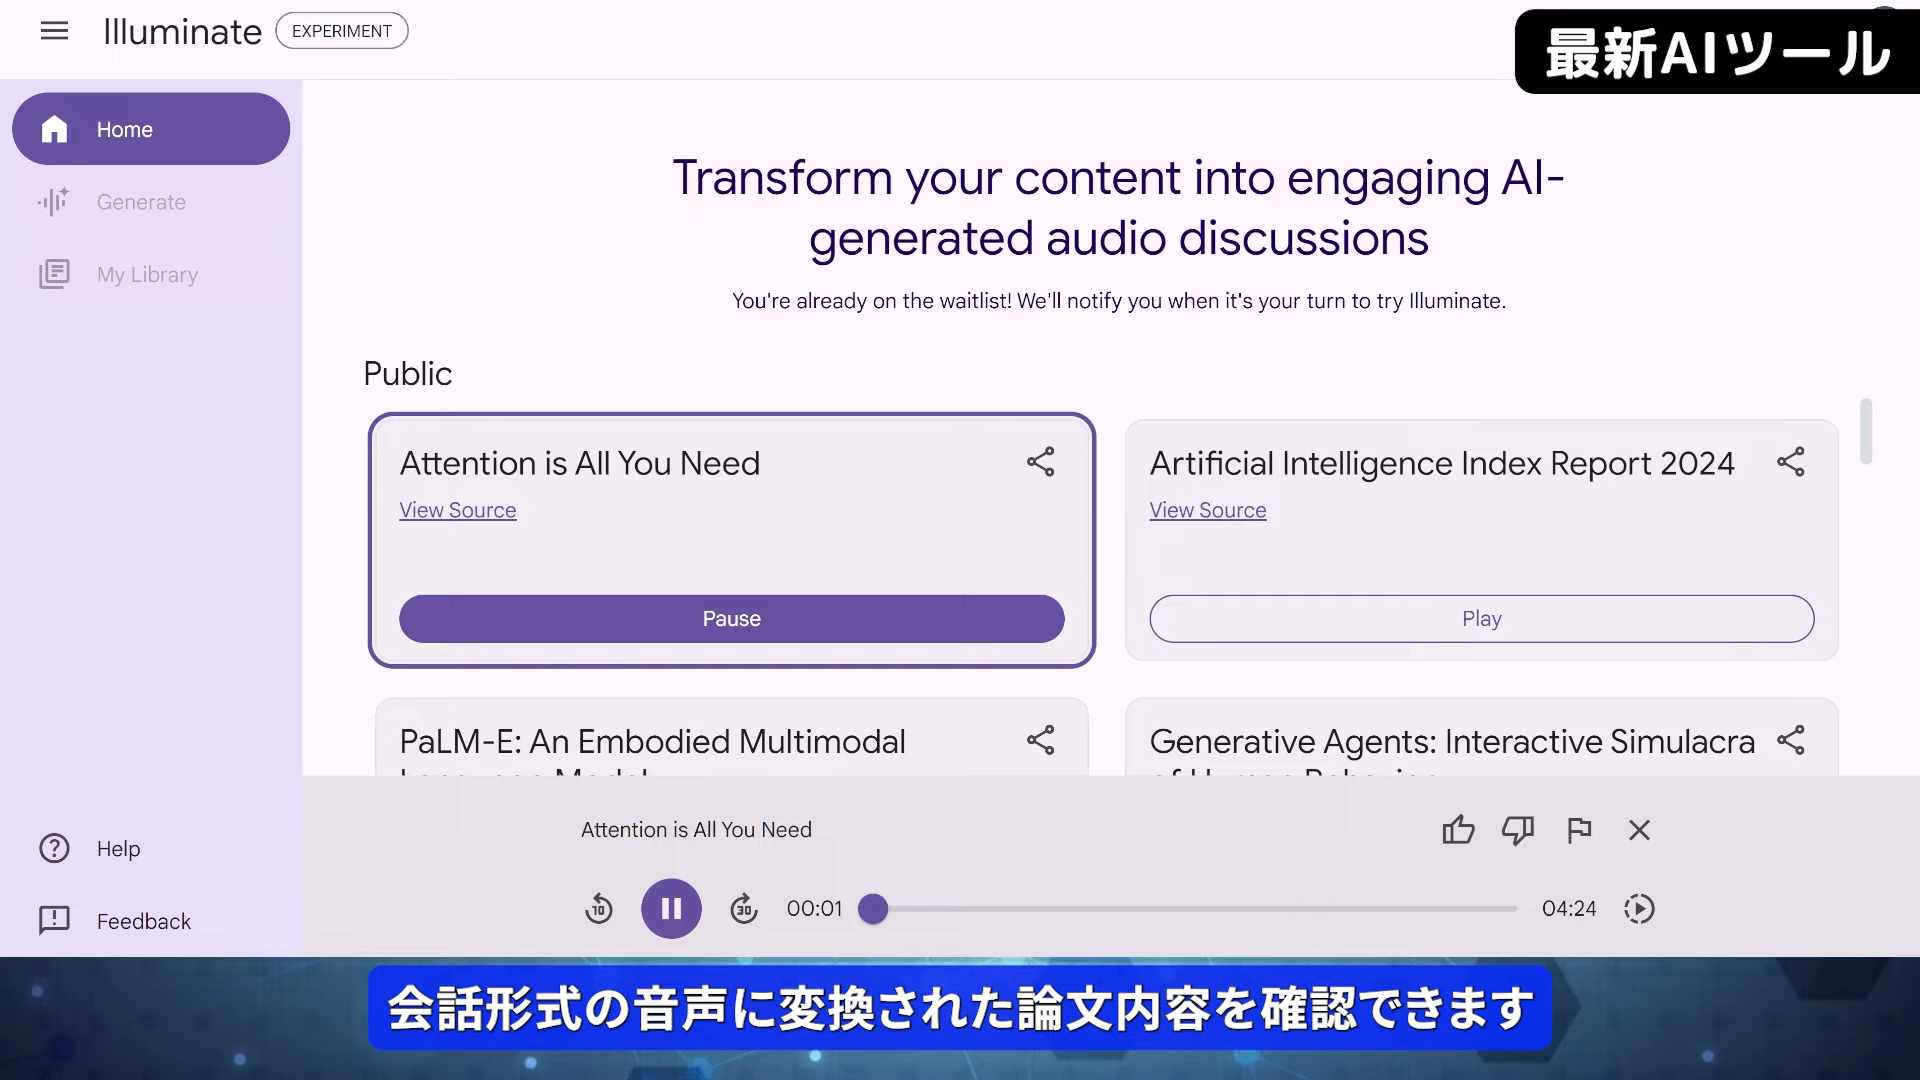 Illuminate
EXPERIMENT
最新AIツール
Home
Generate
My Library
Transform your content into engaging AI-
generated audio discussions
You're already on the waitlist! We'll notify you when it's your turn to try Illuminate.
Public
Attention is All You Need
View Source
Pause
Artificial Intelligence Index Report 2024
View Source
Play
PaLM-E: An Embodied Multimodal
Generative Agents: Interactive Simulacra
Help
Feedback
Attention is All You Need
10
30
00:01
04:24
会話形式の音声に変換された論文内容を確認できます